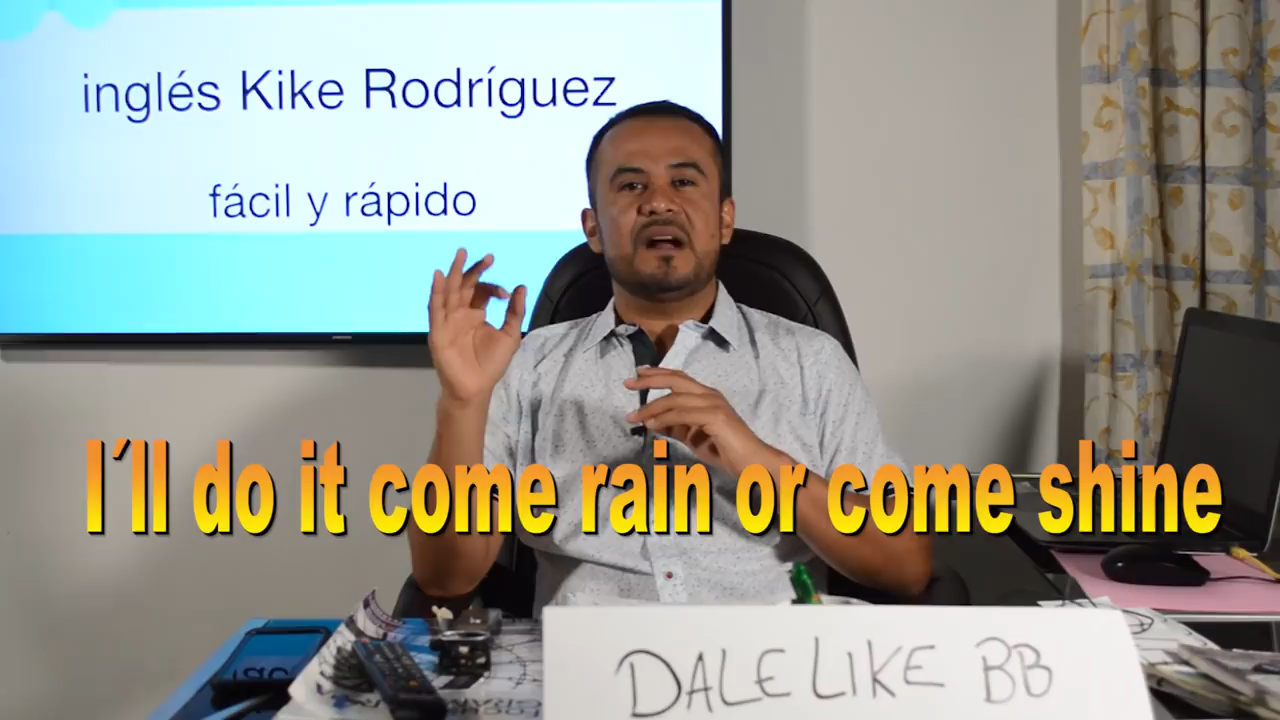 inglés Kike Rodríguez
fácil y rápido
I´ll do it come rain or come shine
DALE LIKE BB